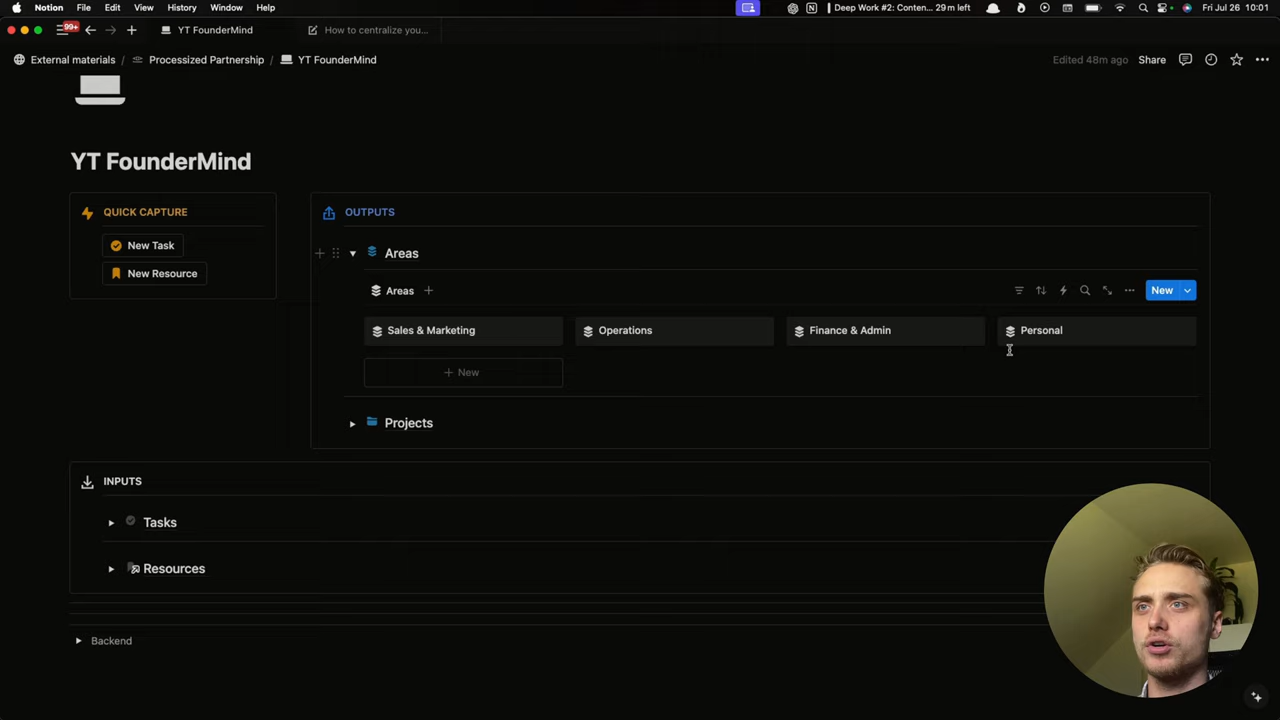 Notion File Edit View History Window Help Deep Work #2: Conten... 29 m left Fri Jul 26 10:01
99+ YT FounderMind How to centralize you...
External materials / Processized Partnership / YT FounderMind Edited 48m ago Share
YT FounderMind
QUICK CAPTURE
New Task
New Resource
OUTPUTS
Areas
Areas
New
Sales & Marketing Operations Finance & Admin Personal
+ New
Projects
INPUTS
Tasks
Resources
Backend